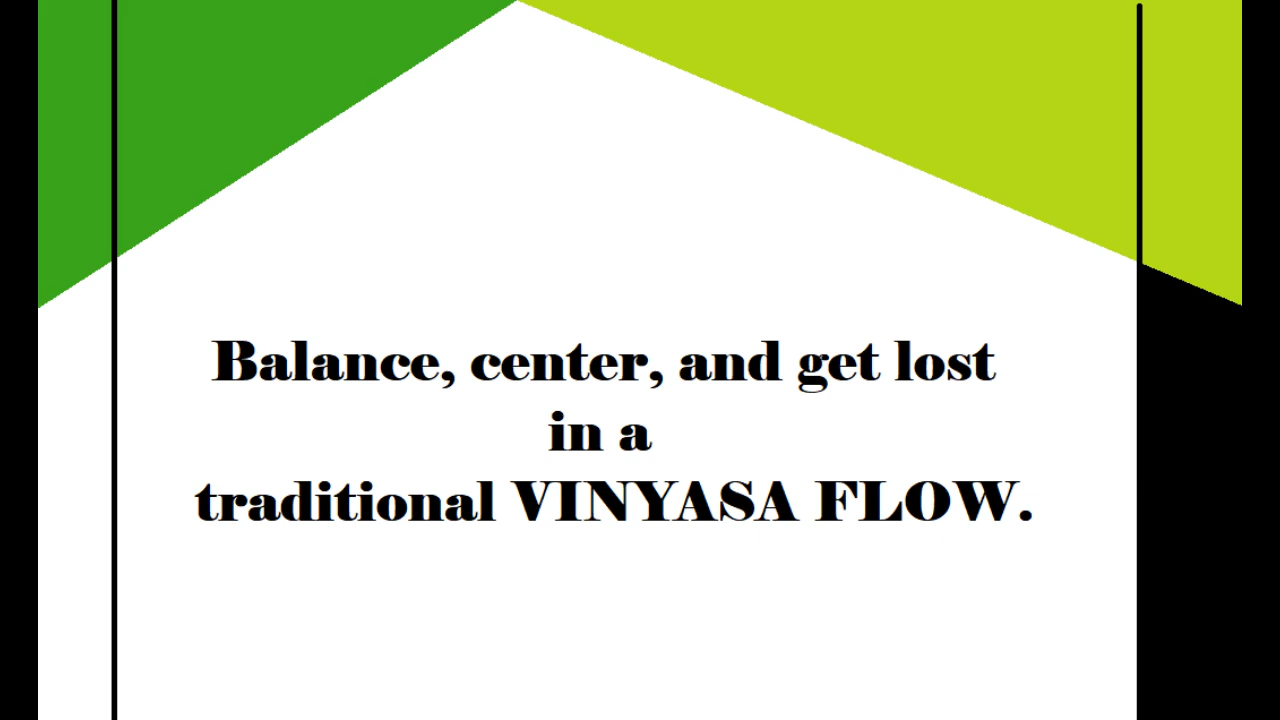 Balance, center, and get lost
in a
traditional VINYASA FLOW.